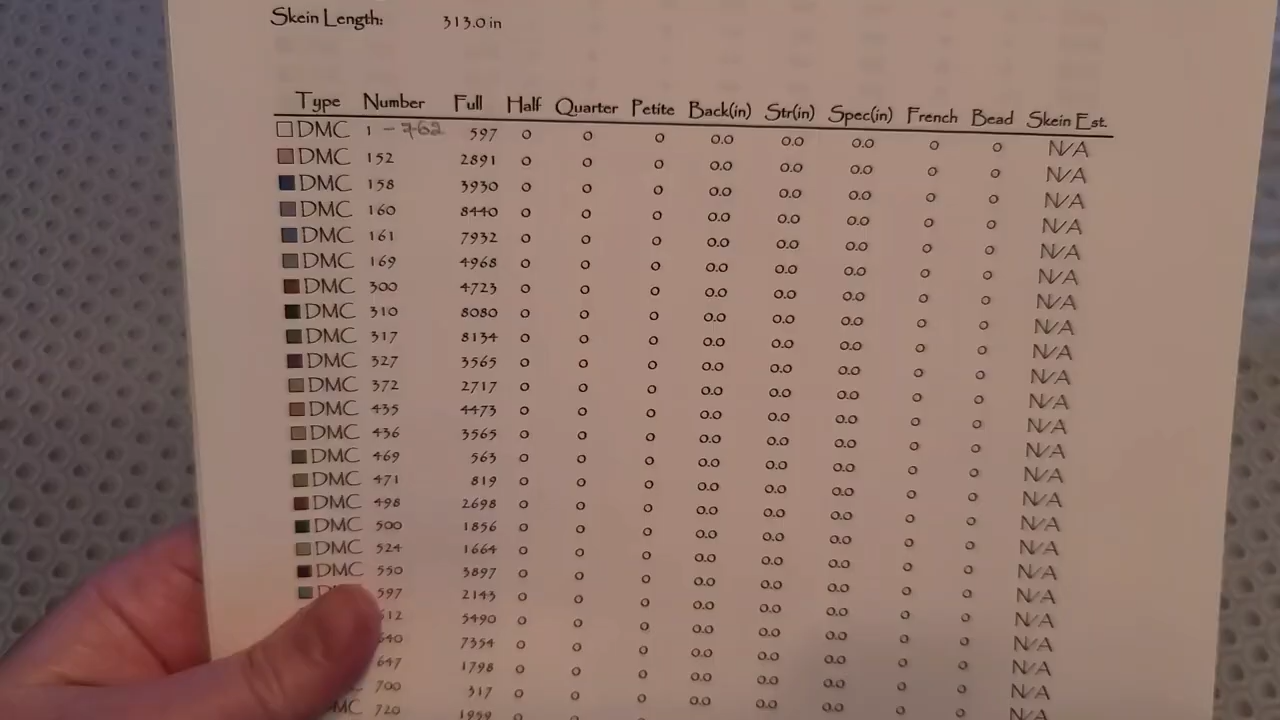 Skein Length: 313.0 in
Type Number Full Half Quarter Petite Back(in) Str(in) Spec(in) French Bead Skein Est.
DMC 1 - 762 597 0 0 0 0.0 0.0 0.0 0 0 N/A
DMC 152 2891 0 0 0 0.0 0.0 0.0 0 0 N/A
DMC 158 3930 0 0 0 0.0 0.0 0.0 0 0 N/A
DMC 160 8440 0 0 0 0.0 0.0 0.0 0 0 N/A
DMC 161 7932 0 0 0 0.0 0.0 0.0 0 0 N/A
DMC 169 4968 0 0 0 0.0 0.0 0.0 0 0 N/A
DMC 300 4723 0 0 0 0.0 0.0 0.0 0 0 N/A
DMC 310 8080 0 0 0 0.0 0.0 0.0 0 0 N/A
DMC 317 8134 0 0 0 0.0 0.0 0.0 0 0 N/A
DMC 327 3565 0 0 0 0.0 0.0 0.0 0 0 N/A
DMC 372 2717 0 0 0 0.0 0.0 0.0 0 0 N/A
DMC 435 4473 0 0 0 0.0 0.0 0.0 0 0 N/A
DMC 436 3565 0 0 0 0.0 0.0 0.0 0 0 N/A
DMC 469 563 0 0 0 0.0 0.0 0.0 0 0 N/A
DMC 471 819 0 0 0 0.0 0.0 0.0 0 0 N/A
DMC 498 2698 0 0 0 0.0 0.0 0.0 0 0 N/A
DMC 500 1856 0 0 0 0.0 0.0 0.0 0 0 N/A
DMC 524 1664 0 0 0 0.0 0.0 0.0 0 0 N/A
DMC 550 3897 0 0 0 0.0 0.0 0.0 0 0 N/A
597 2143 0 0 0 0.0 0.0 0.0 0 0 N/A
612 5490 0 0 0 0.0 0.0 0.0 0 0 N/A
640 7354 0 0 0 0.0 0.0 0.0 0 0 N/A
647 1798 0 0 0 0.0 0.0 0.0 0 0 N/A
700 317 0 0 0 0.0 0.0 0.0 0 0 N/A
DMC 720 1959 0